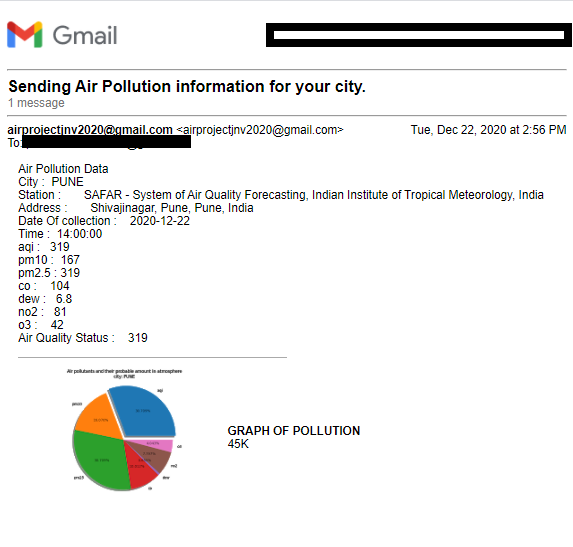 Gmail
Sending Air Pollution information for your city.
1 message
airprojectjnv2020@gmail.com <airprojectjnv2020@gmail.com> Tue, Dec 22, 2020 at 2:56 PM
To:
Air Pollution Data
City : PUNE
Station : SAFAR - System of Air Quality Forecasting, Indian Institute of Tropical Meteorology, India
Address : Shivajinagar, Pune, Pune, India
Date Of collection : 2020-12-22
Time : 14:00:00
aqi : 319
pm10 : 167
pm2.5 : 319
co : 104
dew : 6.8
no2 : 81
o3 : 42
Air Quality Status : 319
Air pollutants and their probable amount in atmosphere
city: PUNE
aqi
pm10
o3
no2
dew
co
GRAPH OF POLLUTION
45K